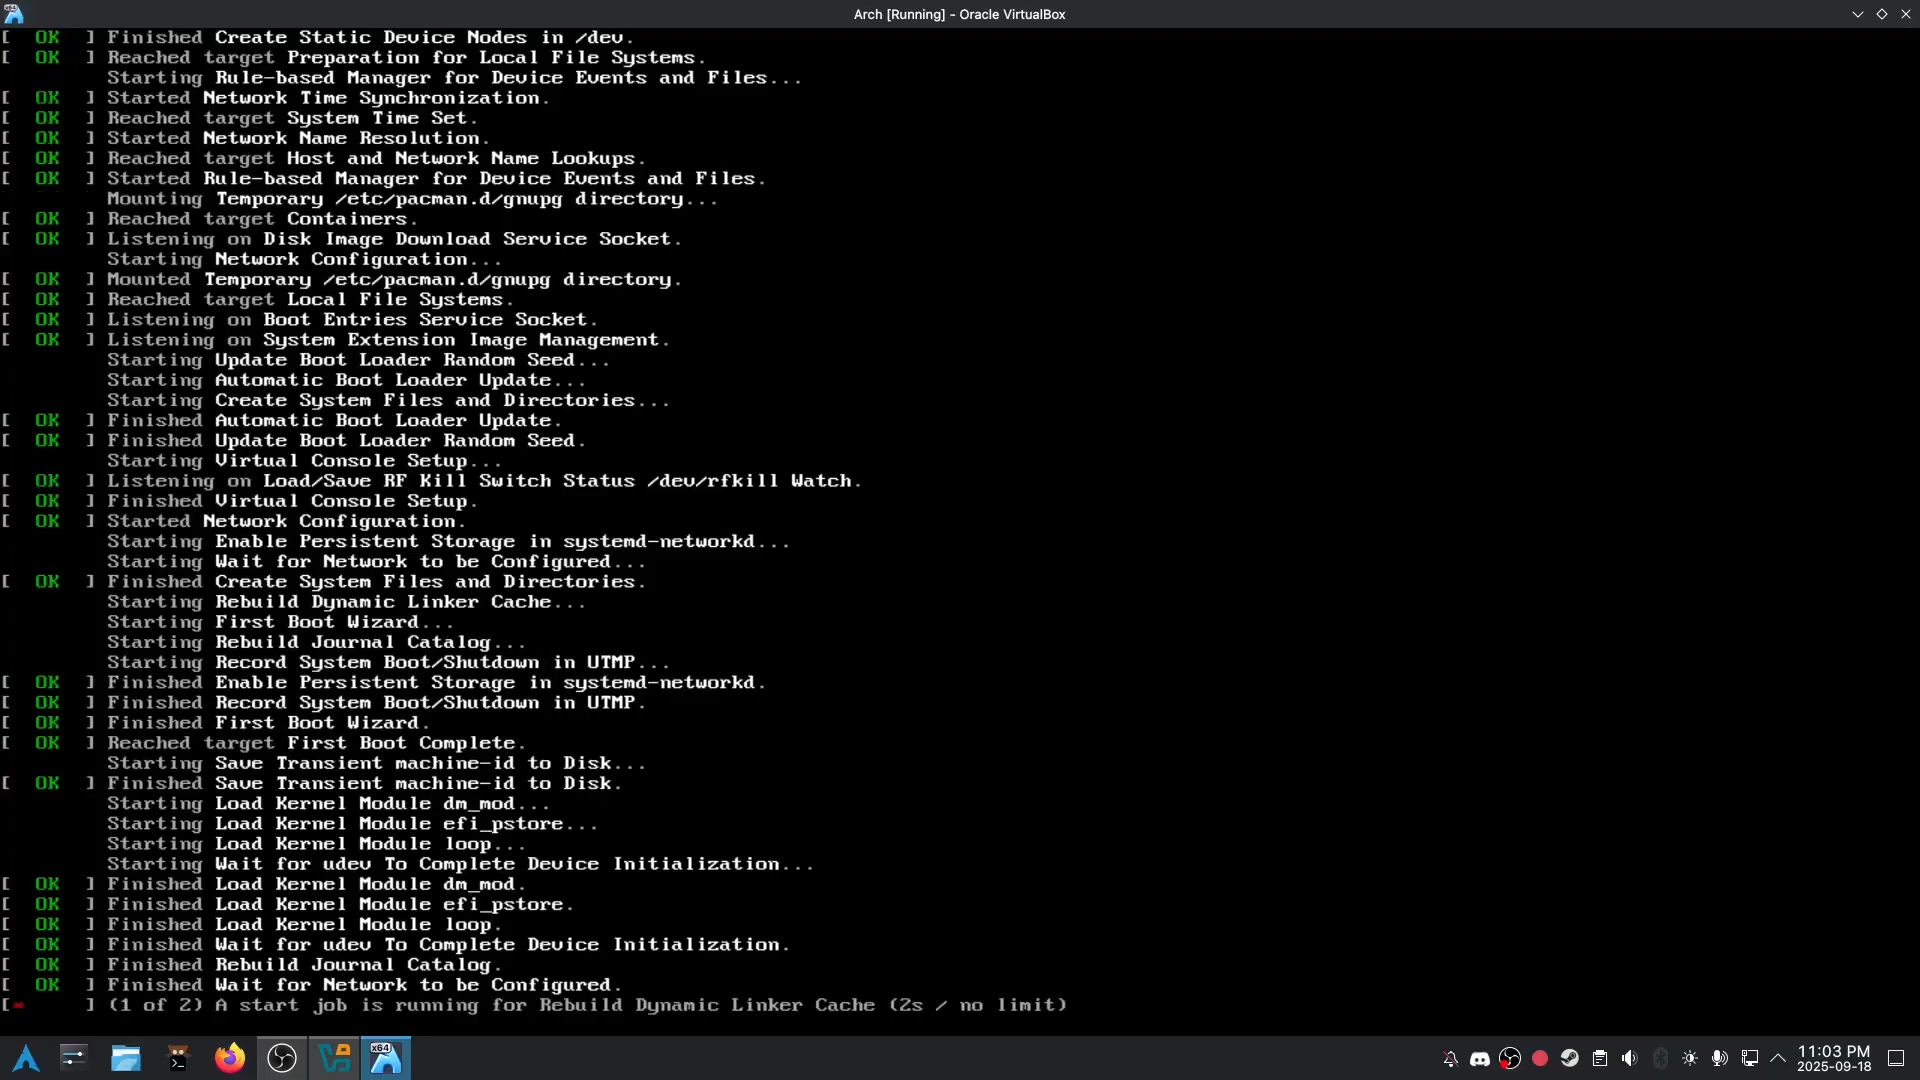 Arch [Running] - Oracle VirtualBox
[ OK ] Finished Create Static Device Nodes in /dev.
[ OK ] Reached target Preparation for Local File Systems.
Starting Rule-based Manager for Device Events and Files...
[ OK ] Started Network Time Synchronization.
[ OK ] Reached target System Time Set.
[ OK ] Started Network Name Resolution.
[ OK ] Reached target Host and Network Name Lookups.
[ OK ] Started Rule-based Manager for Device Events and Files.
Mounting Temporary /etc/pacman.d/gnupg directory...
[ OK ] Reached target Containers.
[ OK ] Listening on Disk Image Download Service Socket.
Starting Network Configuration...
[ OK ] Mounted Temporary /etc/pacman.d/gnupg directory.
[ OK ] Reached target Local File Systems.
[ OK ] Listening on Boot Entries Service Socket.
[ OK ] Listening on System Extension Image Management.
Starting Update Boot Loader Random Seed...
Starting Automatic Boot Loader Update...
Starting Create System Files and Directories...
[ OK ] Finished Automatic Boot Loader Update.
[ OK ] Finished Update Boot Loader Random Seed.
Starting Virtual Console Setup...
[ OK ] Listening on Load/Save RF Kill Switch Status /dev/rfkill Watch.
[ OK ] Finished Virtual Console Setup.
[ OK ] Started Network Configuration.
Starting Enable Persistent Storage in systemd-networkd...
Starting Wait for Network to be Configured...
[ OK ] Finished Create System Files and Directories.
Starting Rebuild Dynamic Linker Cache...
Starting First Boot Wizard...
Starting Rebuild Journal Catalog...
Starting Record System Boot/Shutdown in UTMP...
[ OK ] Finished Enable Persistent Storage in systemd-networkd.
[ OK ] Finished Record System Boot/Shutdown in UTMP.
[ OK ] Finished First Boot Wizard.
[ OK ] Reached target First Boot Complete.
Starting Save Transient machine-id to Disk...
[ OK ] Finished Save Transient machine-id to Disk.
Starting Load Kernel Module dm_mod...
Starting Load Kernel Module efi_pstore...
Starting Load Kernel Module loop...
Starting Wait for udev To Complete Device Initialization...
[ OK ] Finished Load Kernel Module dm_mod.
[ OK ] Finished Load Kernel Module efi_pstore.
[ OK ] Finished Load Kernel Module loop.
[ OK ] Finished Wait for udev To Complete Device Initialization.
[ OK ] Finished Rebuild Journal Catalog.
[ OK ] Finished Wait for Network to be Configured.
[* ] (1 of 2) A start job is running for Rebuild Dynamic Linker Cache (2s / no limit)
x64
11:03 PM
2025-09-18